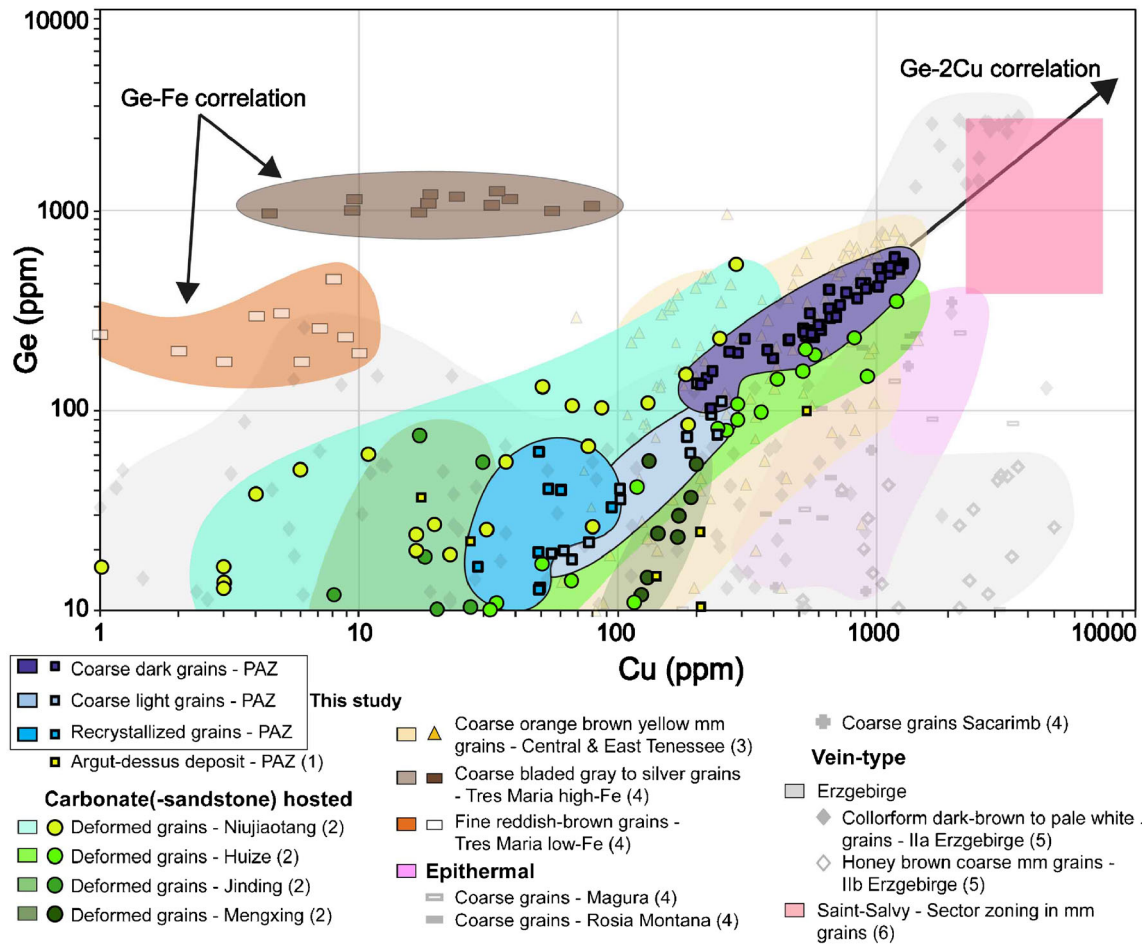 10000
Ge-Fe correlation
Ge-2Cu correlation
1000
Ge (ppm)
100
10
1
10
100
1000
10000
Cu (ppm)
Coarse dark grains - PAZ
Coarse light grains - PAZ
This study
Recrystallized grains - PAZ
Argut-dessus deposit - PAZ (1)
Carbonate(-sandstone) hosted
Deformed grains - Niujiaotang (2)
Deformed grains - Huize (2)
Deformed grains - Jinding (2)
Deformed grains - Mengxing (2)
Coarse orange brown yellow mm
grains - Central & East Tenessee (3)
Coarse bladed gray to silver grains
- Tres Maria high-Fe (4)
Fine reddish-brown grains -
Tres Maria low-Fe (4)
Epithermal
Coarse grains - Magura (4)
Coarse grains - Rosia Montana (4)
Coarse grains Sacarimb (4)
Vein-type
Erzgebirge
Collorform dark-brown to pale white .
grains - IIa Erzgebirge (5)
Honey brown coarse mm grains -
IIb Erzgebirge (5)
Saint-Salvy - Sector zoning in mm
grains (6)